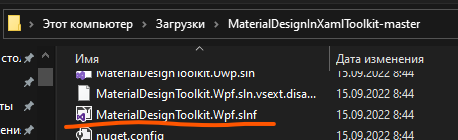 Этот компьютер > Загрузки > MaterialDesignInXamlToolkit-master
Имя Дата изменения
сто. MaterialDesignToolkit.Uwp.sln 15.09.2022 8:44
MaterialDesignToolkit.Wpf.sln.vsext.disa... 15.09.2022 8:44
ты MaterialDesignToolkit.Wpf.slnf 15.09.2022 8:44
nuget.config 15.09.2022 8:44